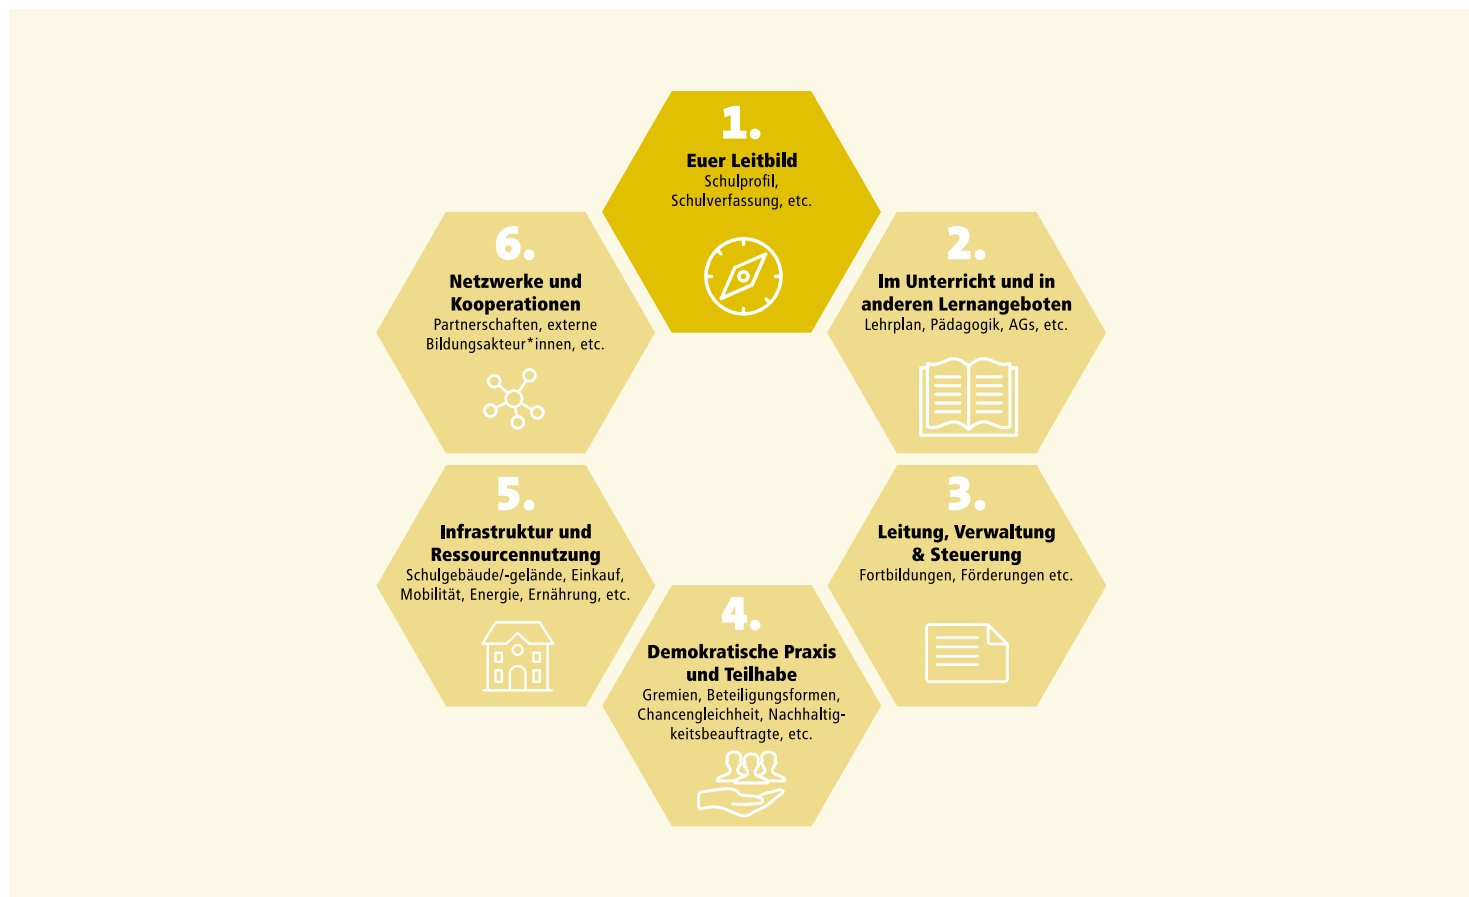 1.
Euer Leitbild
Schulprofil,
Schulverfassung, etc.
2.
Im Unterricht und in
anderen Lernangeboten
Lehrplan, Pädagogik, AGs, etc.
3.
Leitung, Verwaltung
& Steuerung
Fortbildungen, Förderungen etc.
4.
Demokratische Praxis
und Teilhabe
Gremien, Beteiligungsformen,
Chancengleichheit, Nachhaltig-
keitsbeauftragte, etc.
5.
Infrastruktur und
Ressourcennutzung
Schulgebäude/-gelände, Einkauf,
Mobilität, Energie, Ernährung, etc.
6.
Netzwerke und
Kooperationen
Partnerschaften, externe
Bildungsakteur*innen, etc.